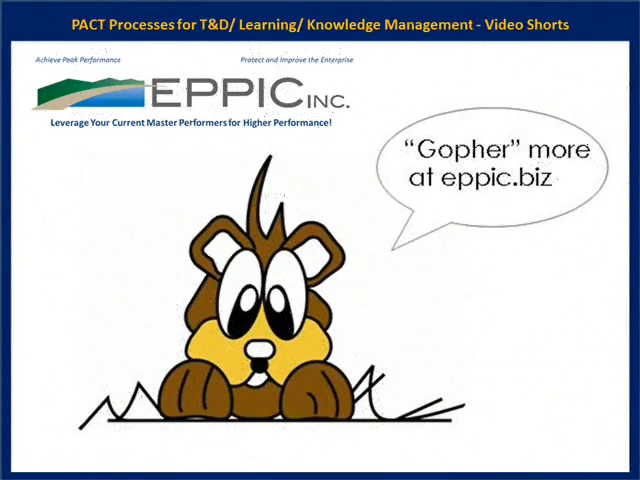 PACT Processes for T&D/ Learning/ Knowledge Management - Video Shorts
Achieve Peak Performance Protect and Improve the Enterprise
EPPIC INC.
Leverage Your Current Master Performers for Higher Performance!
“Gopher” more
at eppic.biz